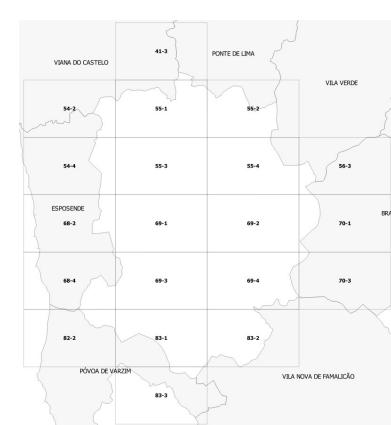 41-3
VIANA DO CASTELO
PONTE DE LIMA
VILA VERDE
54-2
55-1
55-2
54-4
55-3
55-4
56-3
ESPOSENDE
BRA
68-2
69-1
69-2
70-1
68-4
69-3
69-4
70-3
82-2
83-1
83-2
PÓVOA DE VARZIM
VILA NOVA DE FAMALICÃO
83-3